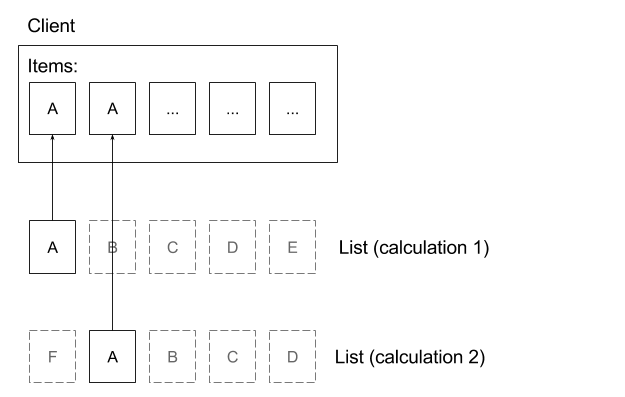 Client
Items:
A A ... ... ...
A B C D E List (calculation 1)
F A B C D List (calculation 2)